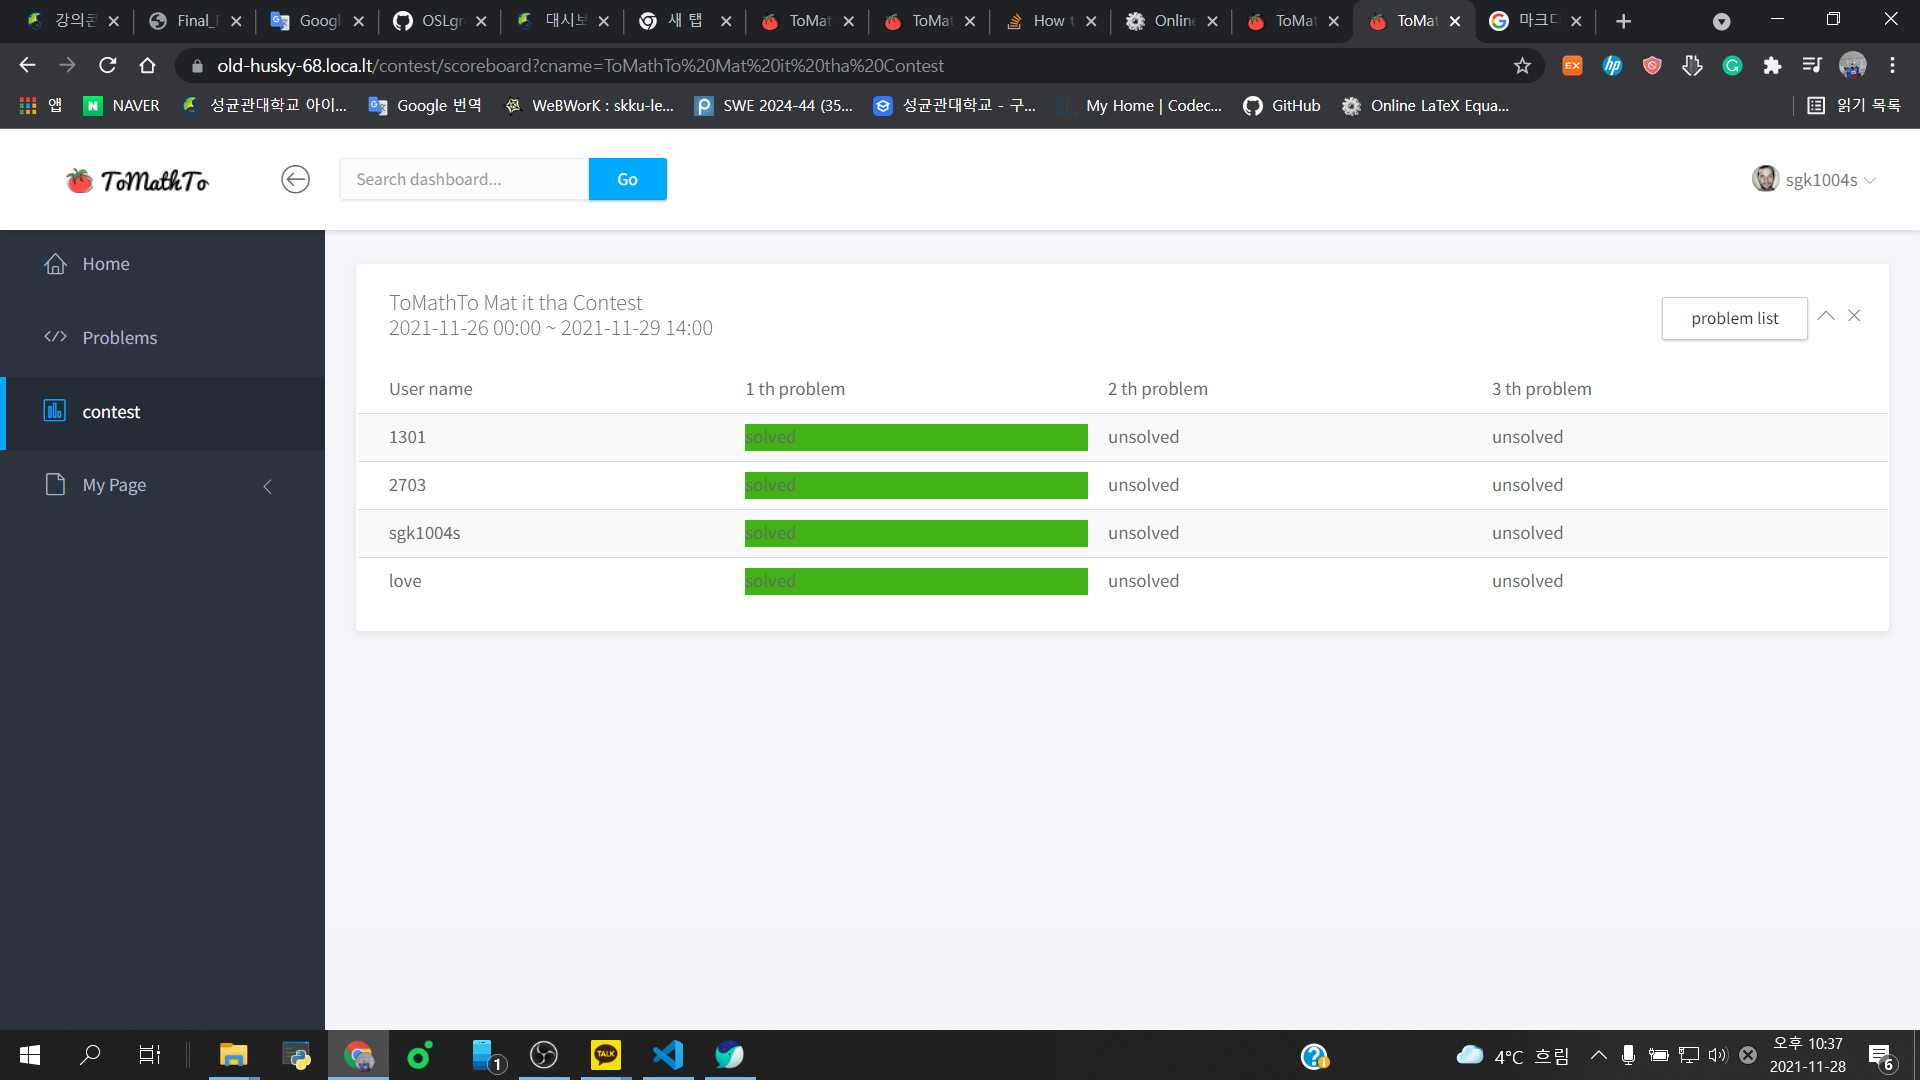 강의콘
Final_F
Google
OSLgr
대시보
새 탭
ToMat
ToMat
How t
Online
ToMat
ToMat
마크다
old-husky-68.loca.lt/contest/scoreboard?cname=ToMathTo%20Mat%20it%20tha%20Contest
앱
NAVER
성균관대학교 아이...
Google 번역
WeBWorK : skku-le...
SWE 2024-44 (35...
성균관대학교 - 구...
My Home | Codec...
GitHub
Online LaTeX Equa...
읽기 목록
ToMathTo
Search dashboard...
Go
sgk1004s
Home
Problems
contest
My Page
ToMathTo Mat it tha Contest
2021-11-26 00:00 ~ 2021-11-29 14:00
problem list
User name 1 th problem 2 th problem 3 th problem
1301 solved unsolved unsolved
2703 solved unsolved unsolved
sgk1004s solved unsolved unsolved
love solved unsolved unsolved
1
TALK
4°C 흐림
오후 10:37
2021-11-28
6